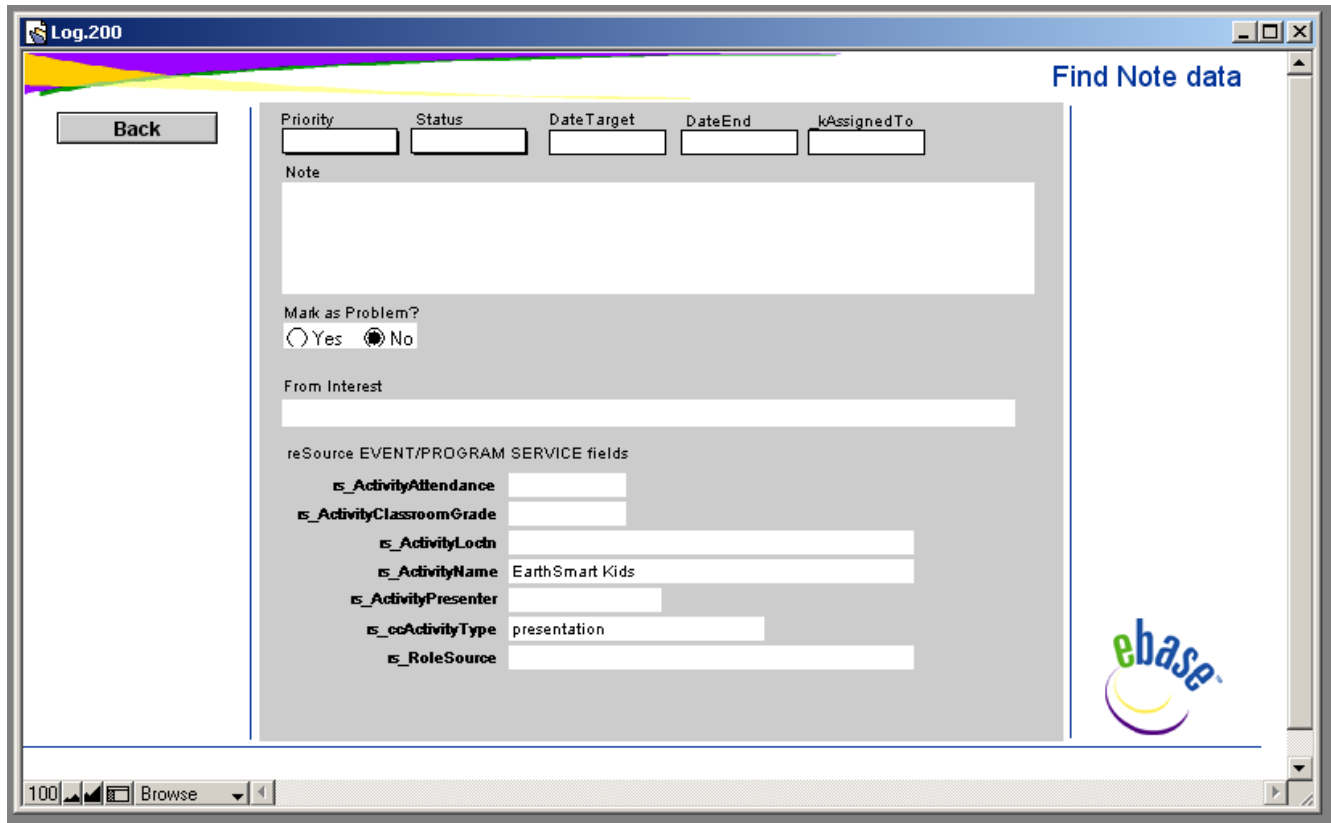 Log.200
Find Note data
Back
Priority Status DateTarget DateEnd _kAssignedTo
Note
Mark as Problem?
Yes No
From Interest
reSource EVENT/PROGRAM SERVICE fields
rs_ActivityAttendance
rs_ActivityClassroomGrade
rs_ActivityLoctn
rs_ActivityName EarthSmart Kids
rs_ActivityPresenter
rs_ccActivityType presentation
rs_RoleSource
ebase™
100 Browse